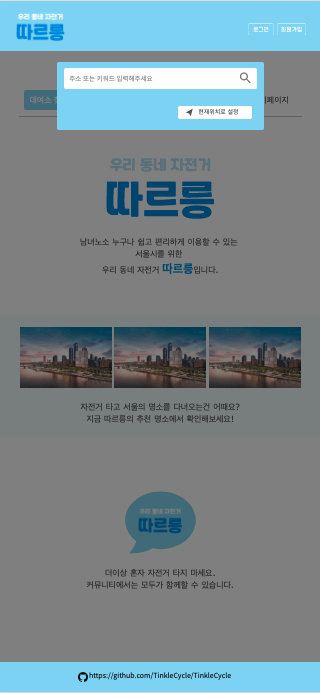 우리 동네 자전거
따르릉
로그인
회원가입
주소 또는 키워드 입력해주세요
현재위치로 설정
대여소
페이지
우리 동네 자전거
따르릉
남녀노소 누구나 쉽고 편리하게 이용할 수 있는
서울시를 위한
우리 동네 자전거 따르릉입니다.
자전거 타고 서울의 명소를 다녀오는건 어때요?
지금 따르릉의 추천 명소에서 확인해보세요!
우리 동네 자전거
따르릉
더이상 혼자 자전거 타지 마세요.
커뮤니티에서는 모두가 함께할 수 있습니다.
https://github.com/TinkleCycle/TinkleCycle